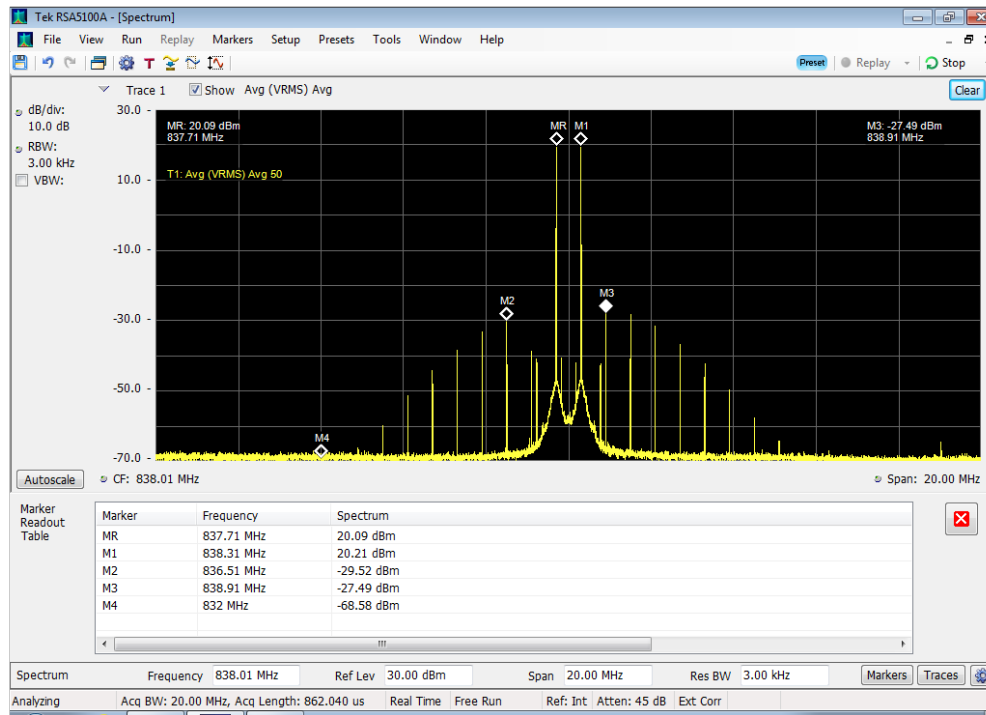 Tek RSA5100A - [Spectrum]
File View Run Replay Markers Setup Presets Tools Window Help
T Preset Replay Stop
Trace 1 Show Avg (VRMS) Avg Clear
dB/div:
10.0 dB
RBW:
3.00 kHz
VBW:
30.0
10.0
-10.0
-30.0
-50.0
-70.0
MR: 20.09 dBm
837.71 MHz
T1: Avg (VRMS) Avg 50
MR M1
M3: -27.49 dBm
838.91 MHz
M2
M3
M4
Autoscale CF: 838.01 MHz Span: 20.00 MHz
Marker
Readout
Table
Marker Frequency Spectrum
MR 837.71 MHz 20.09 dBm
M1 838.31 MHz 20.21 dBm
M2 836.51 MHz -29.52 dBm
M3 838.91 MHz -27.49 dBm
M4 832 MHz -68.58 dBm
Spectrum Frequency 838.01 MHz Ref Lev 30.00 dBm Span 20.00 MHz Res BW 3.00 kHz Markers Traces
Analyzing Acq BW: 20.00 MHz, Acq Length: 862.040 us Real Time Free Run Ref: Int Atten: 45 dB Ext Corr